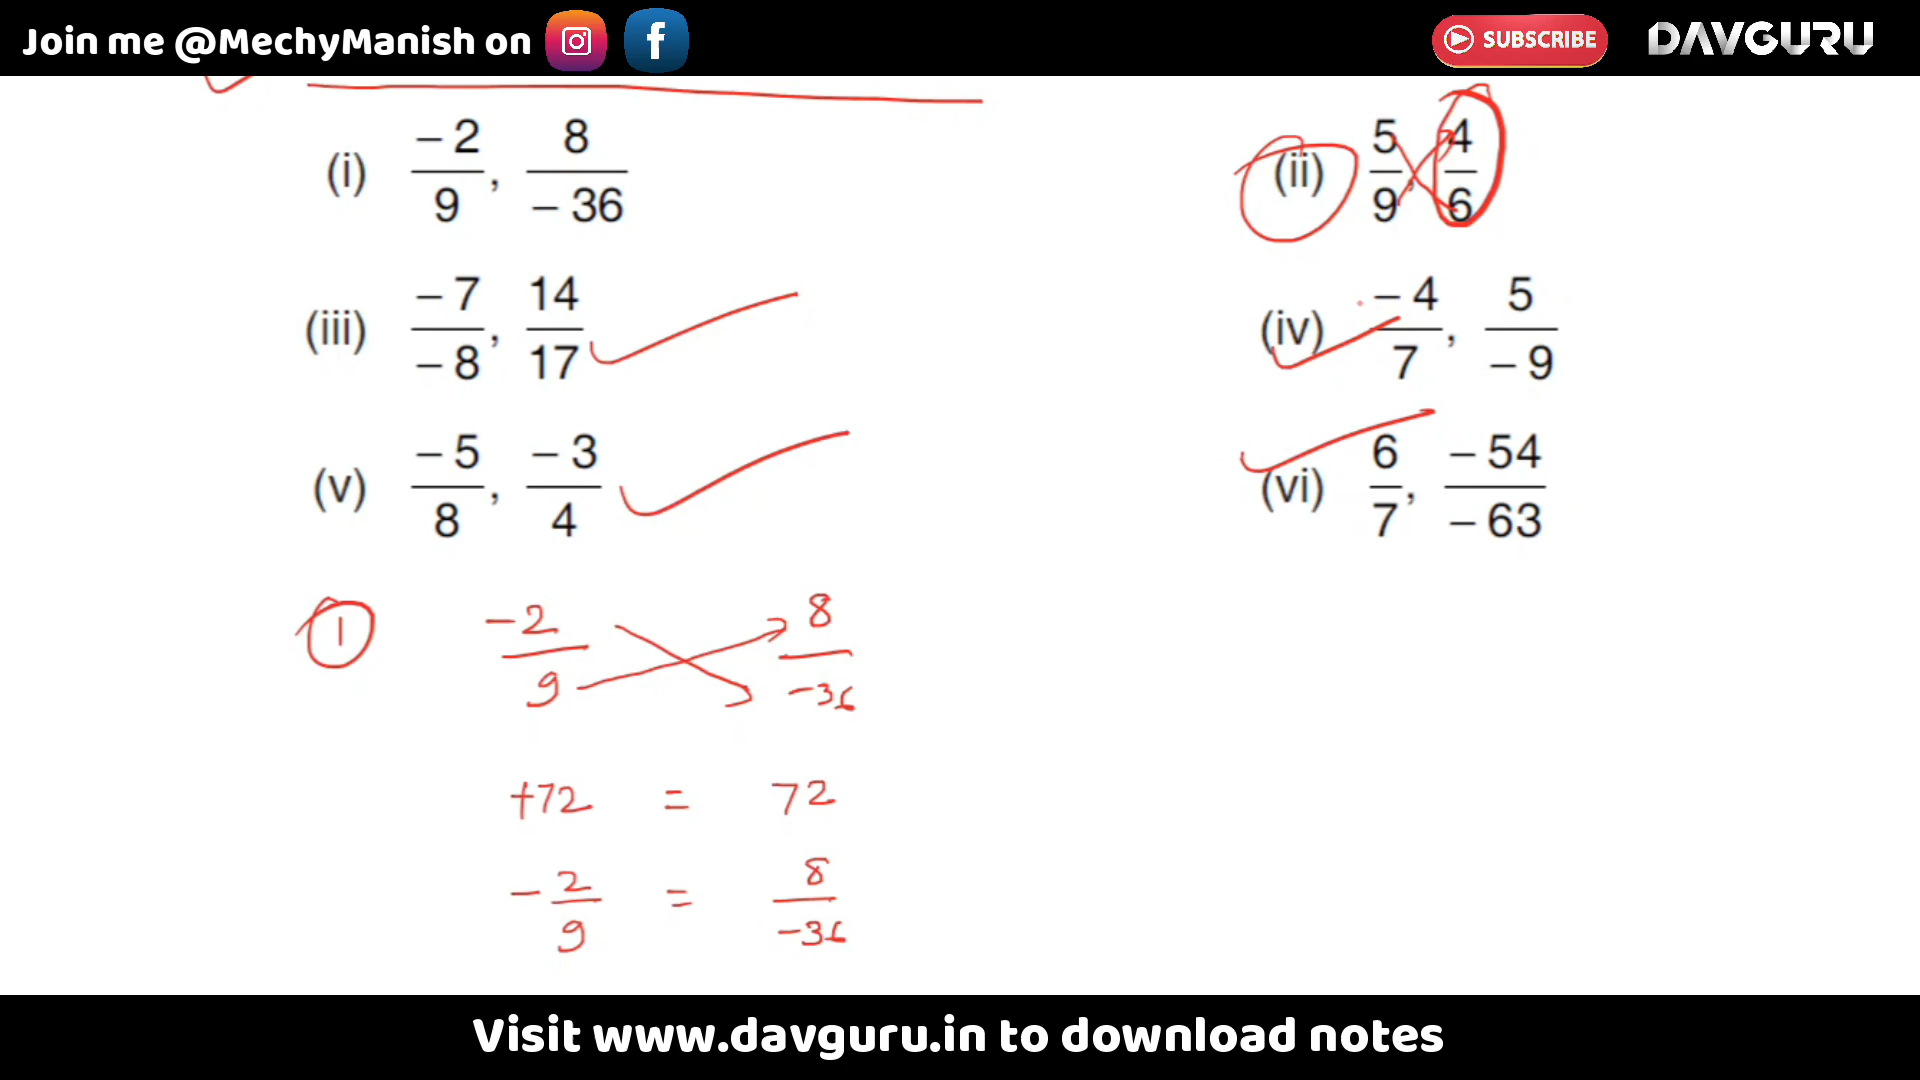 Join me @MechyManish on SUBSCRIBE DAVGURU
(i) −2/9, 8/−36 (ii) 5/9, 4/6
(iii) −7/−8, 14/17 (iv) −4/7, 5/−9
(v) −5/8, −3/4 (vi) 6/7, −54/−63
1 −2/9 8/−36
+72 = 72
−2/9 = 8/−36
Visit www.davguru.in to download notes